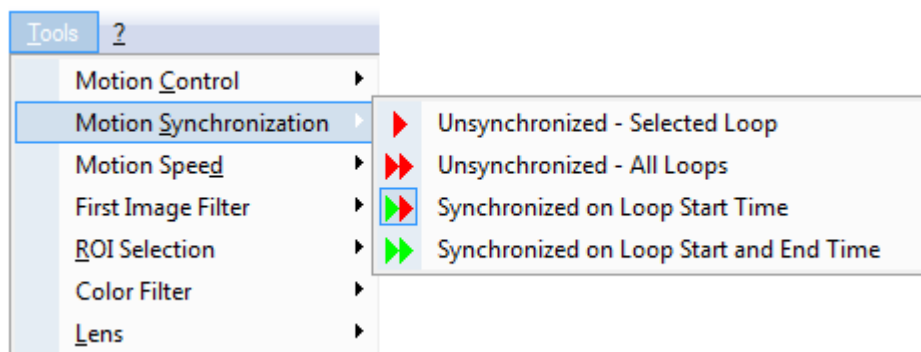 Tools ?
Motion Control
Motion Synchronization
Motion Speed
First Image Filter
ROI Selection
Color Filter
Lens
Unsynchronized - Selected Loop
Unsynchronized - All Loops
Synchronized on Loop Start Time
Synchronized on Loop Start and End Time